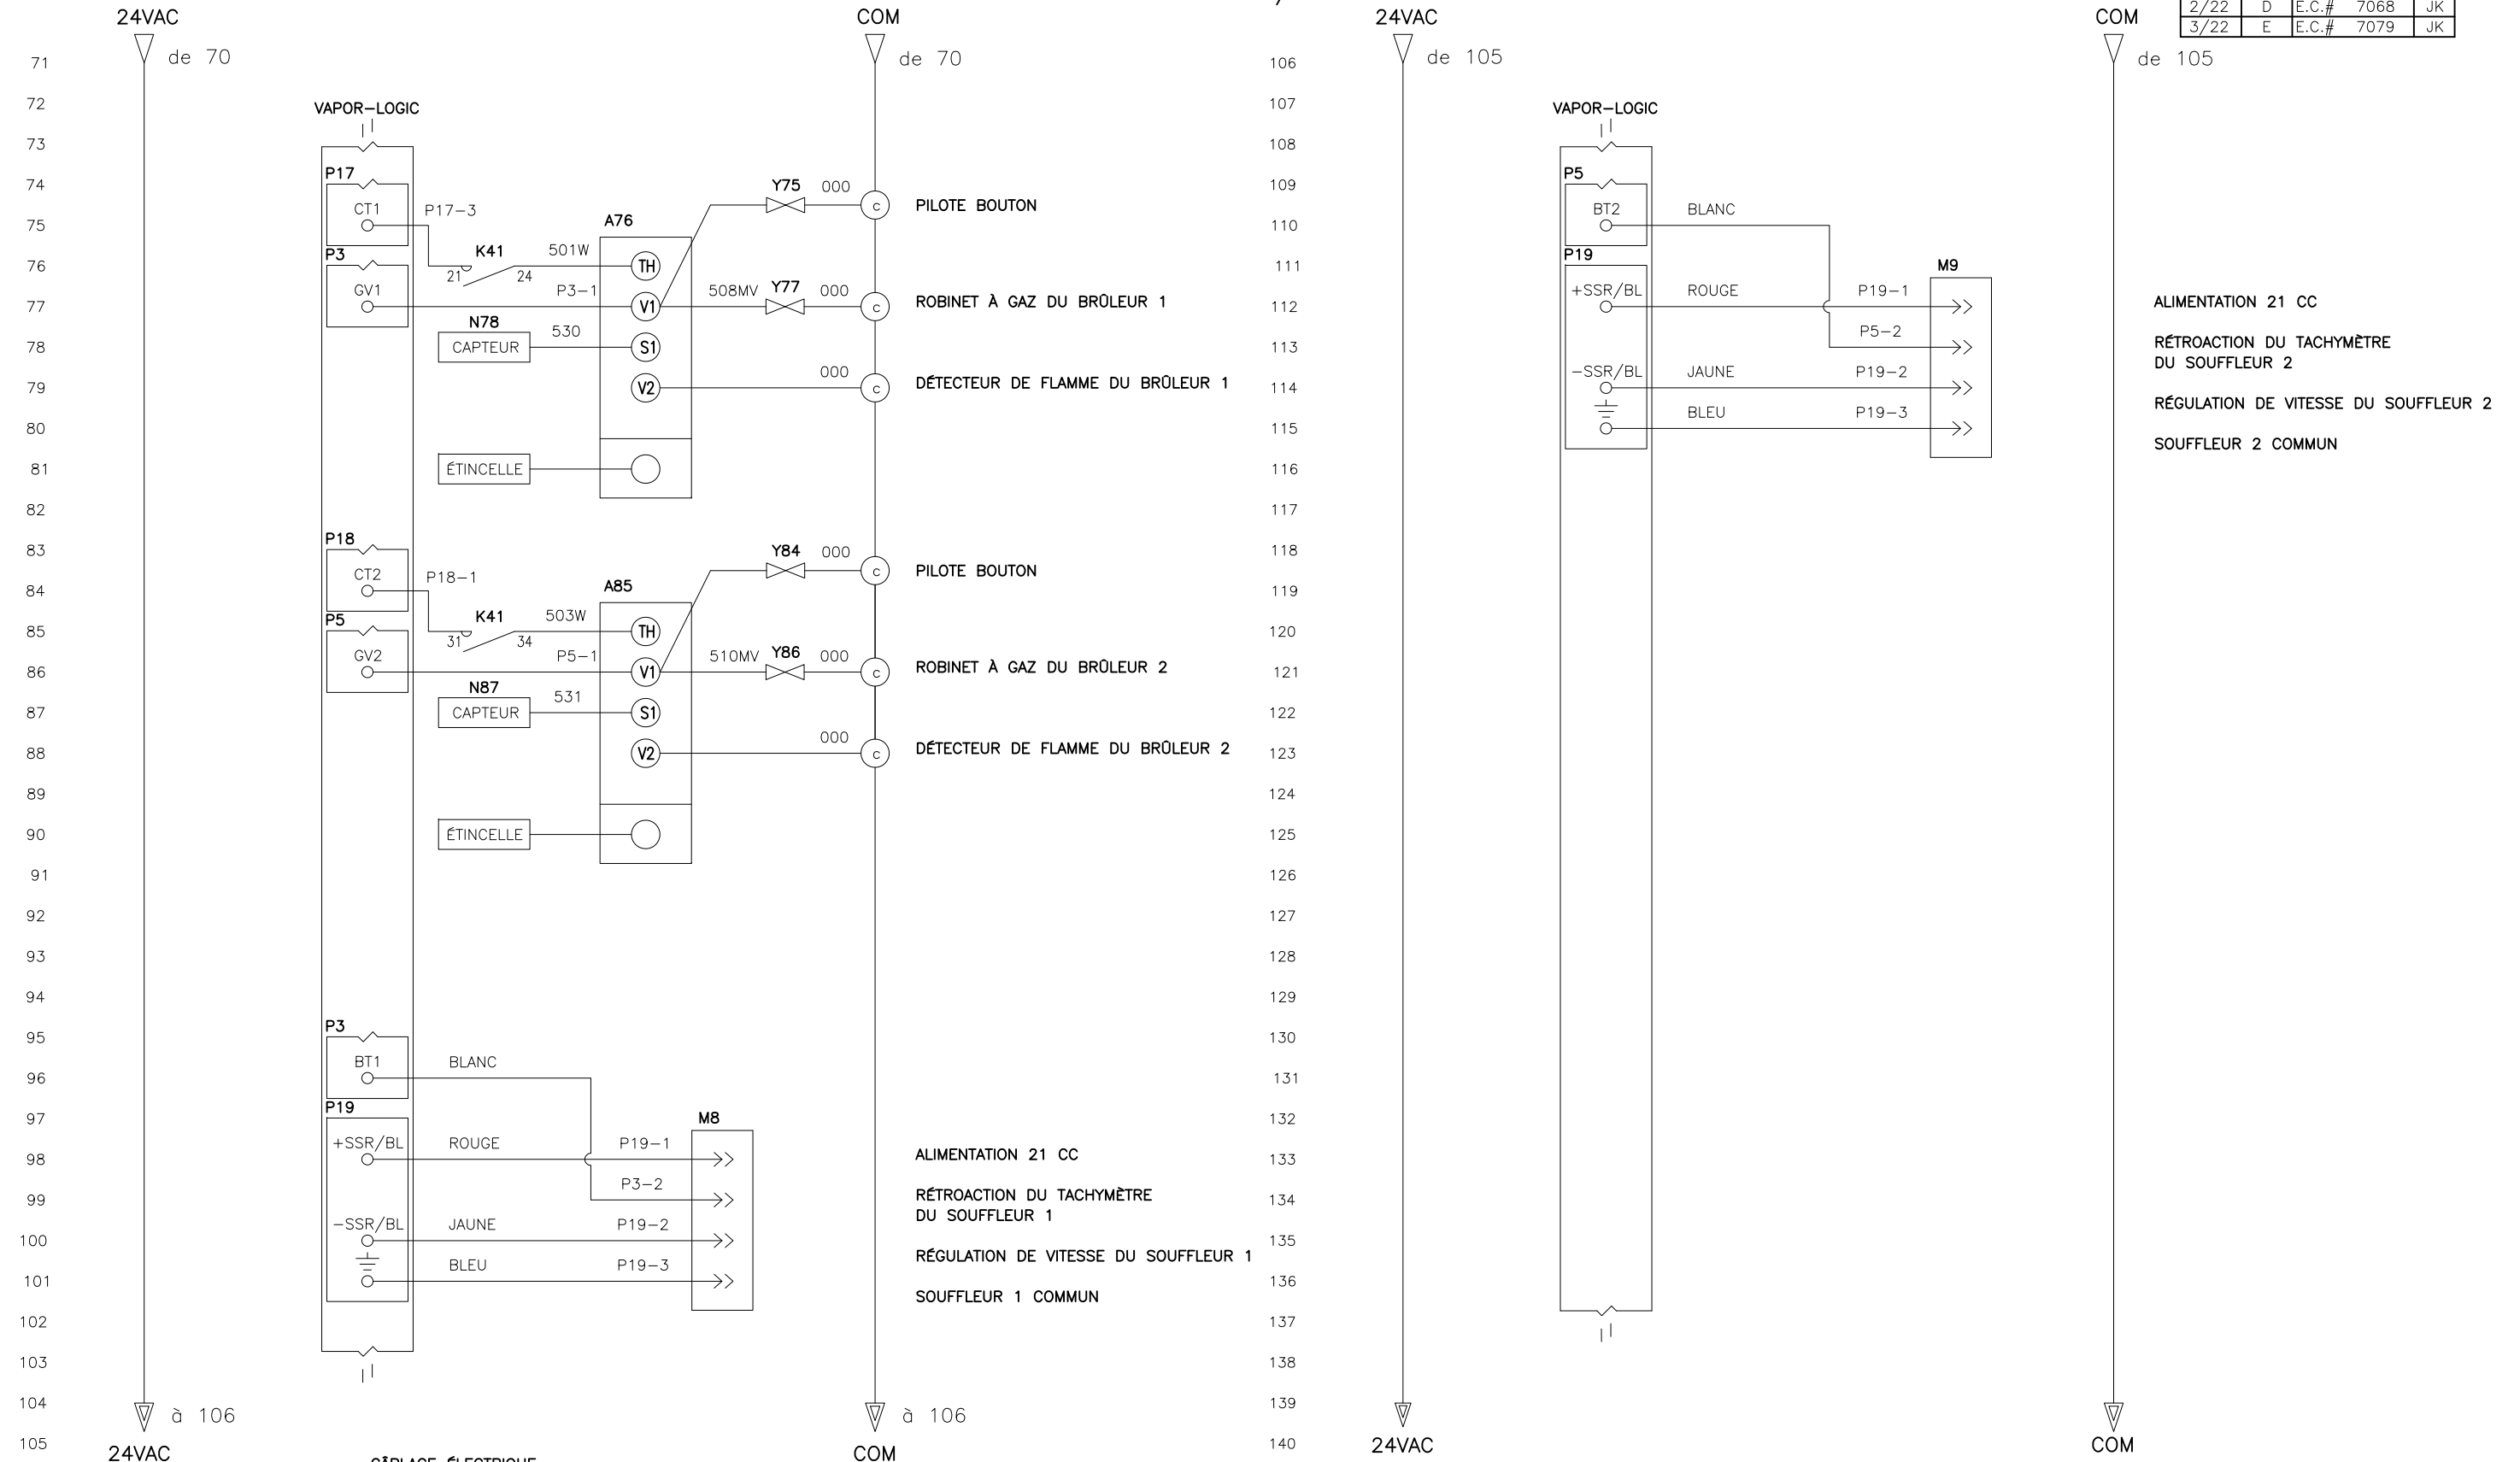 24VAC
COM
de 70
de 70
71
72
VAPOR-LOGIC
73
P17
74
CT1
P17-3
Y75
000
c
PILOTE BOUTON
75
A76
K41
501W
P3
21
24
TH
76
GV1
P3-1
V1
508MV
Y77
000
c
ROBINET À GAZ DU BRÛLEUR 1
77
N78
530
CAPTEUR
S1
78
000
V2
c
DÉTECTEUR DE FLAMME DU BRÛLEUR 1
79
80
ÉTINCELLE
81
82
P18
83
CT2
P18-1
Y84
000
c
PILOTE BOUTON
84
A85
K41
503W
P5
31
34
TH
85
GV2
P5-1
V1
510MV
Y86
000
c
ROBINET À GAZ DU BRÛLEUR 2
86
N87
531
CAPTEUR
S1
87
000
V2
c
DÉTECTEUR DE FLAMME DU BRÛLEUR 2
88
89
ÉTINCELLE
90
91
92
93
94
P3
95
BT1
BLANC
96
P19
97
M8
+SSR/BL
ROUGE
P19-1
ALIMENTATION 21 CC
98
P3-2
RÉTROACTION DU TACHYMÈTRE
DU SOUFFLEUR 1
99
-SSR/BL
JAUNE
P19-2
100
RÉGULATION DE VITESSE DU SOUFFLEUR 1
BLEU
P19-3
101
SOUFFLEUR 1 COMMUN
102
103
104
à 106
à 106
105
24VAC
COM
24VAC
COM
2/22 D E.C.# 7068 JK
3/22 E E.C.# 7079 JK
de 105
de 105
106
107
VAPOR-LOGIC
108
P5
109
BT2
BLANC
110
P19
111
M9
+SSR/BL
ROUGE
P19-1
ALIMENTATION 21 CC
112
P5-2
RÉTROACTION DU TACHYMÈTRE
DU SOUFFLEUR 2
113
-SSR/BL
JAUNE
P19-2
114
RÉGULATION DE VITESSE DU SOUFFLEUR 2
BLEU
P19-3
115
SOUFFLEUR 2 COMMUN
116
117
118
119
120
121
122
123
124
125
126
127
128
129
130
131
132
133
134
135
136
137
138
139
140
24VAC
COM